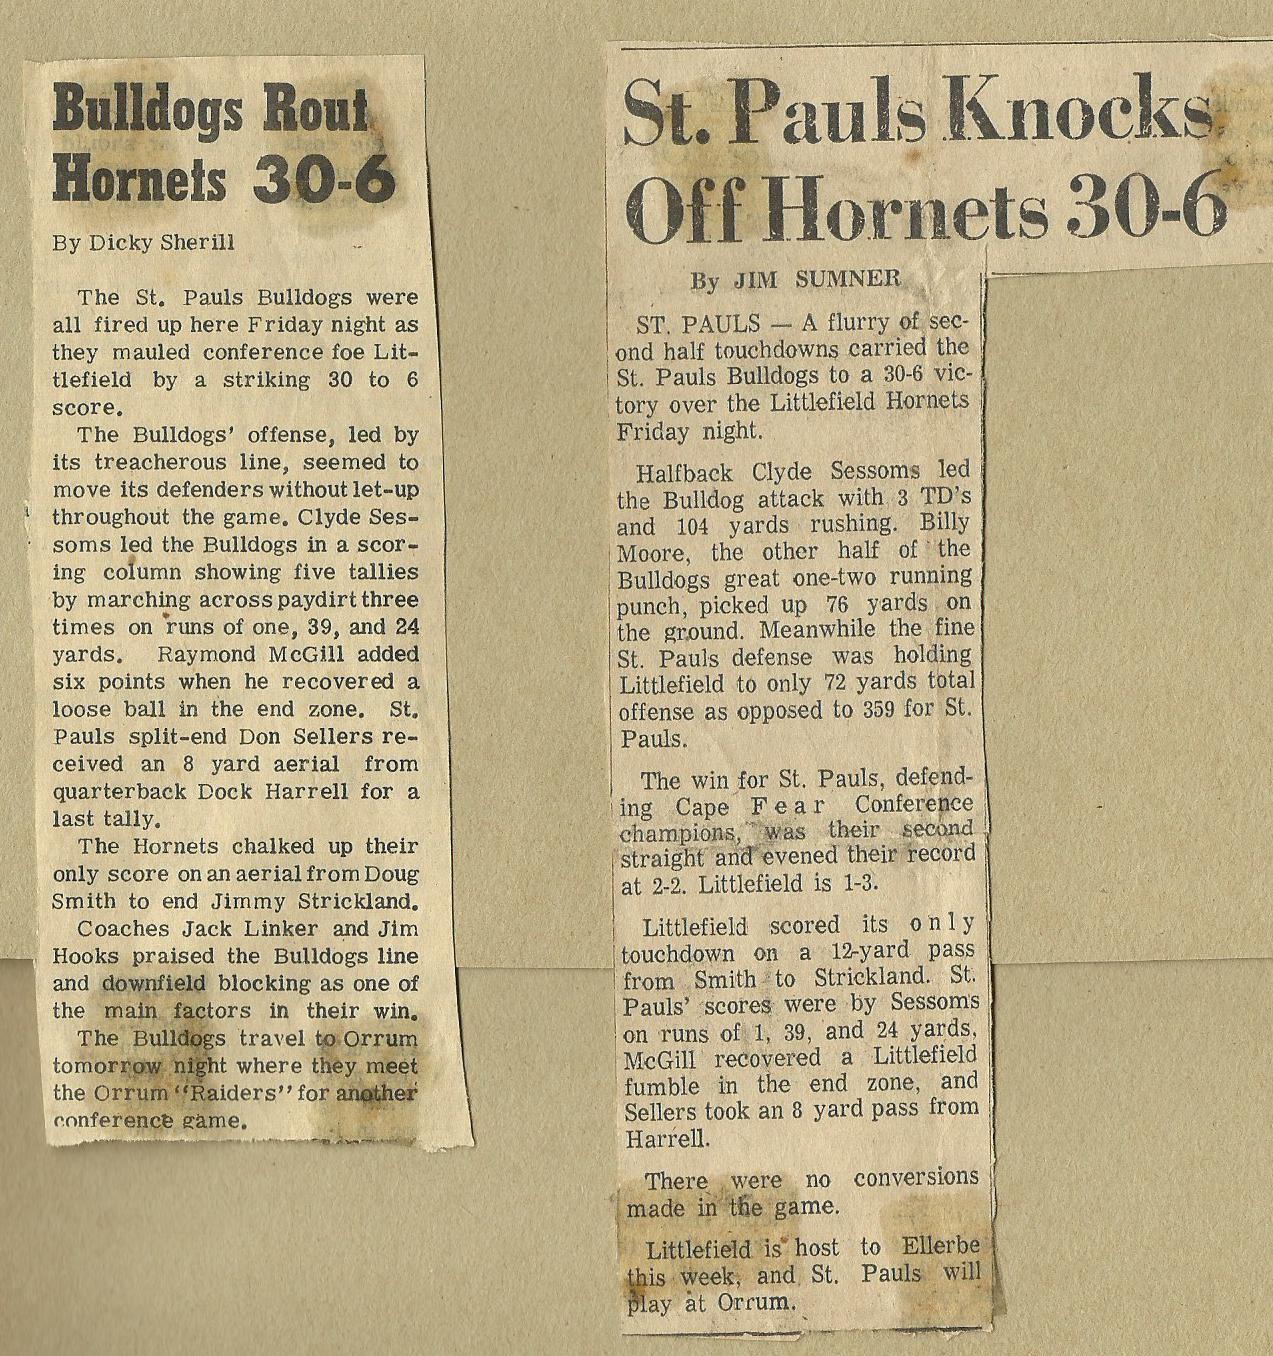 Bulldogs Rout
Hornets 30-6
By Dicky Sherill
The St. Pauls Bulldogs were
all fired up here Friday night as
they mauled conference foe Lit-
tlefield by a striking 30 to 6
score.
The Bulldogs' offense, led by
its treacherous line, seemed to
move its defenders without let-up
throughout the game. Clyde Ses-
soms led the Bulldogs in a scor-
ing column showing five tallies
by marching across paydirt three
times on runs of one, 39, and 24
yards. Raymond McGill added
six points when he recovered a
loose ball in the end zone. St.
Pauls split-end Don Sellers re-
ceived an 8 yard aerial from
quarterback Dock Harrell for a
last tally.
The Hornets chalked up their
only score on an aerial from Doug
Smith to end Jimmy Strickland.
Coaches Jack Linker and Jim
Hooks praised the Bulldogs line
and downfield blocking as one of
the main factors in their win.
The Bulldogs travel to Orrum
tomorrow night where they meet
the Orrum "Raiders" for another
conference game.
St. Pauls Knocks
Off Hornets 30-6
By JIM SUMNER
ST. PAULS — A flurry of sec-
ond half touchdowns carried the
St. Pauls Bulldogs to a 30-6 vic-
tory over the Littlefield Hornets
Friday night.
Halfback Clyde Sessoms led
the Bulldog attack with 3 TD's
and 104 yards rushing. Billy
Moore, the other half of the
Bulldogs great one-two running
punch, picked up 76 yards on
the ground. Meanwhile the fine
St. Pauls defense was holding
Littlefield to only 72 yards total
offense as opposed to 359 for St.
Pauls.
The win for St. Pauls, defend-
ing Cape Fear Conference
champions, was their second
straight and evened their record
at 2-2. Littlefield is 1-3.
Littlefield scored its only
touchdown on a 12-yard pass
from Smith to Strickland. St.
Pauls' scores were by Sessoms
on runs of 1, 39, and 24 yards,
McGill recovered a Littlefield
fumble in the end zone, and
Sellers took an 8 yard pass from
Harrell.
There were no conversions
made in the game.
Littlefield is host to Ellerbe
this week, and St. Pauls will
play at Orrum.